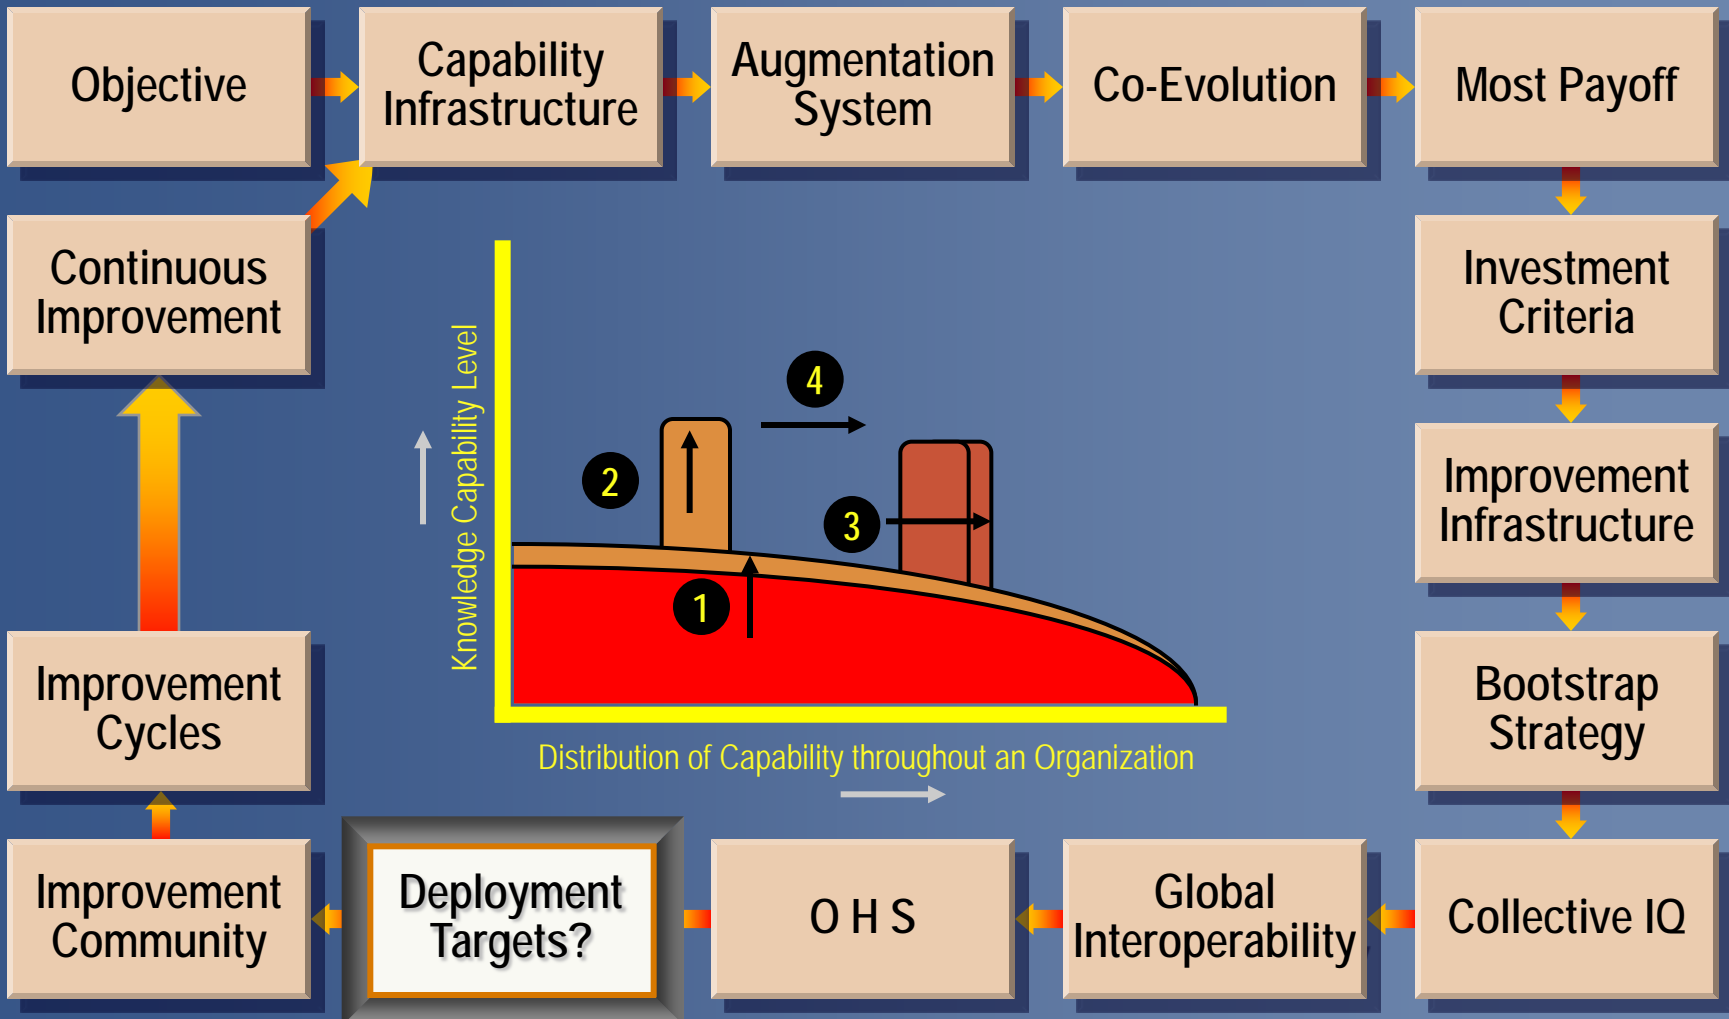 Objective
Capability
Infrastructure
Augmentation
System
Co-Evolution
Most Payoff
Continuous
Improvement
Investment
Criteria
Knowledge Capability Level
4
2
3
1
Improvement
Infrastructure
Improvement
Cycles
Bootstrap
Strategy
Distribution of Capability throughout an Organization
Improvement
Community
Deployment
Targets?
O H S
Global
Interoperability
Collective IQ